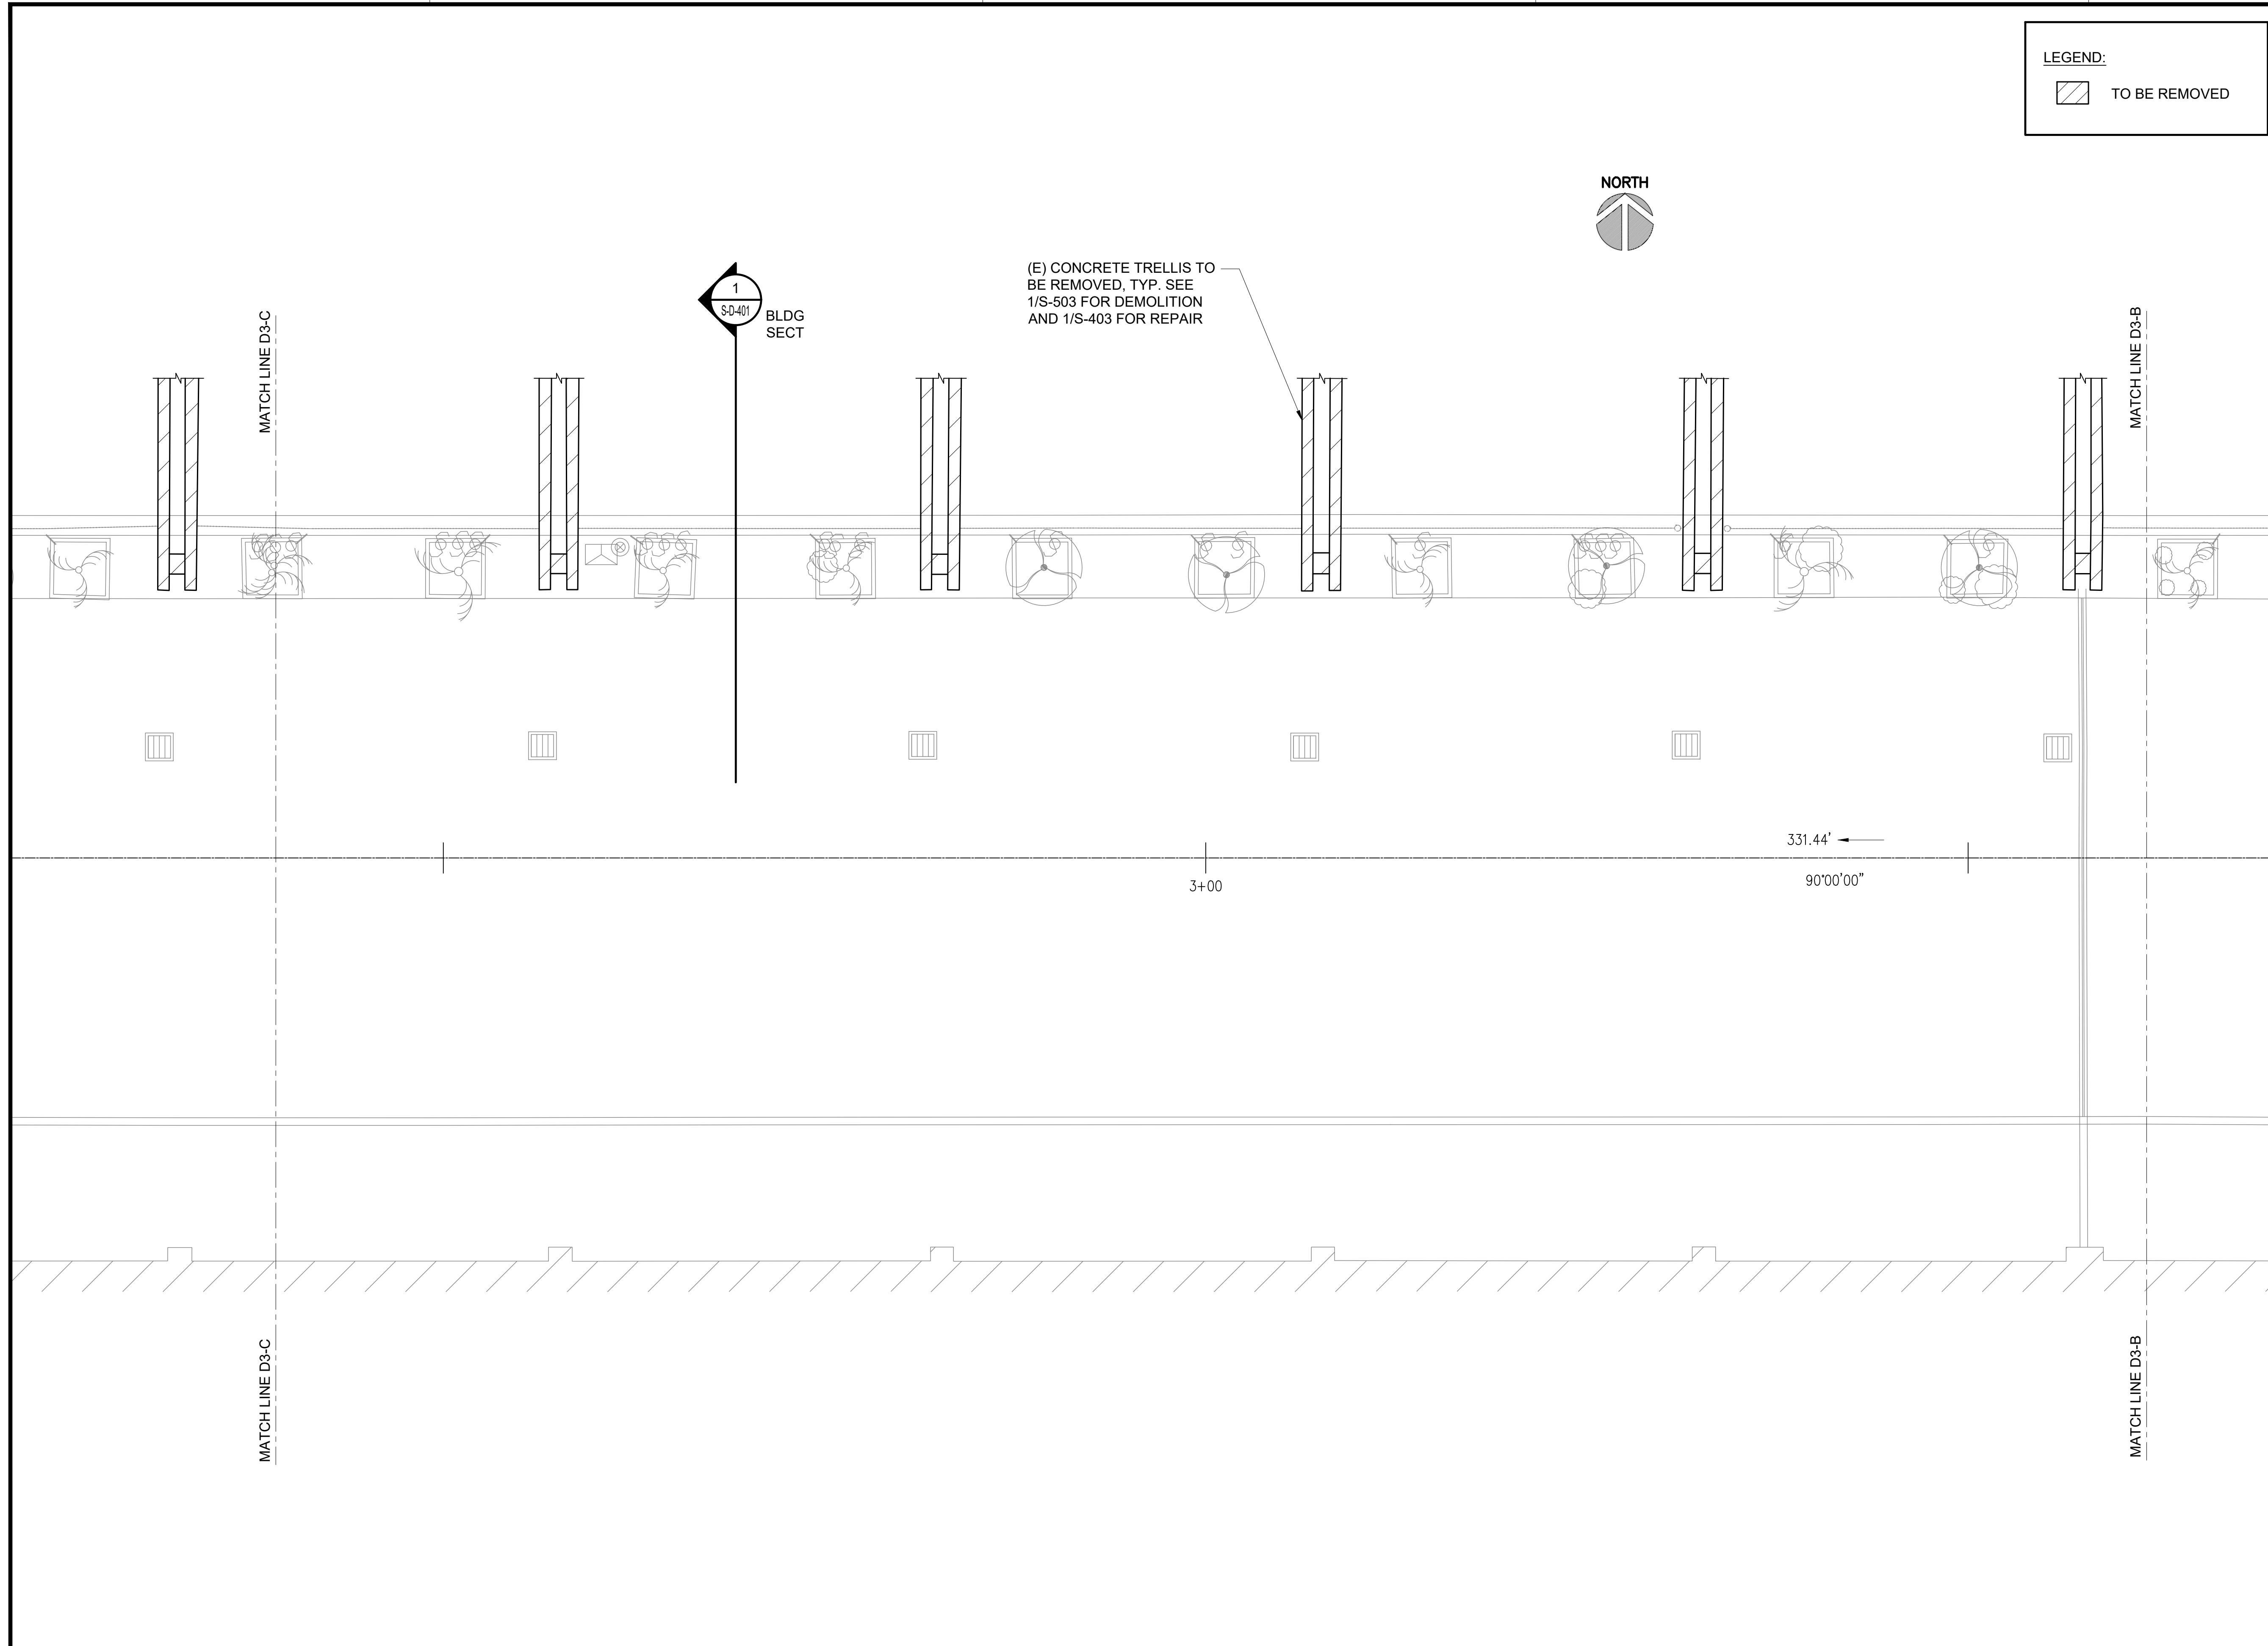 LEGEND:
TO BE REMOVED
NORTH
(E) CONCRETE TRELLIS TO
BE REMOVED, TYP. SEE
1/S-503 FOR DEMOLITION
AND 1/S-403 FOR REPAIR
1
S-D-401
BLDG
SECT
MATCH LINE D3-C
MATCH LINE D3-B
331.44'
3+00
90°00'00"
MATCH LINE D3-C
MATCH LINE D3-B